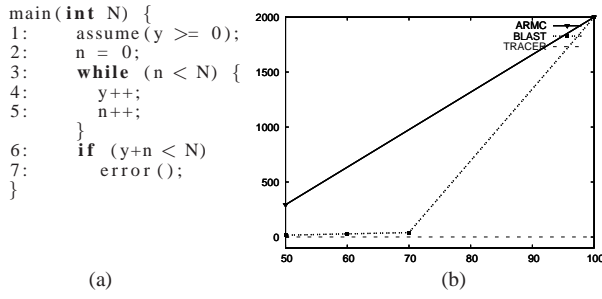 main(int N) {
1: assume(y >= 0);
2: n = 0;
3: while (n < N) {
4: y++;
5: n++;
}
6: if (y+n < N)
7: error();
}
(a)
2000
1500
1000
500
0
50 60 70 80 90 100
ARMC
BLAST
TRACER
(b)